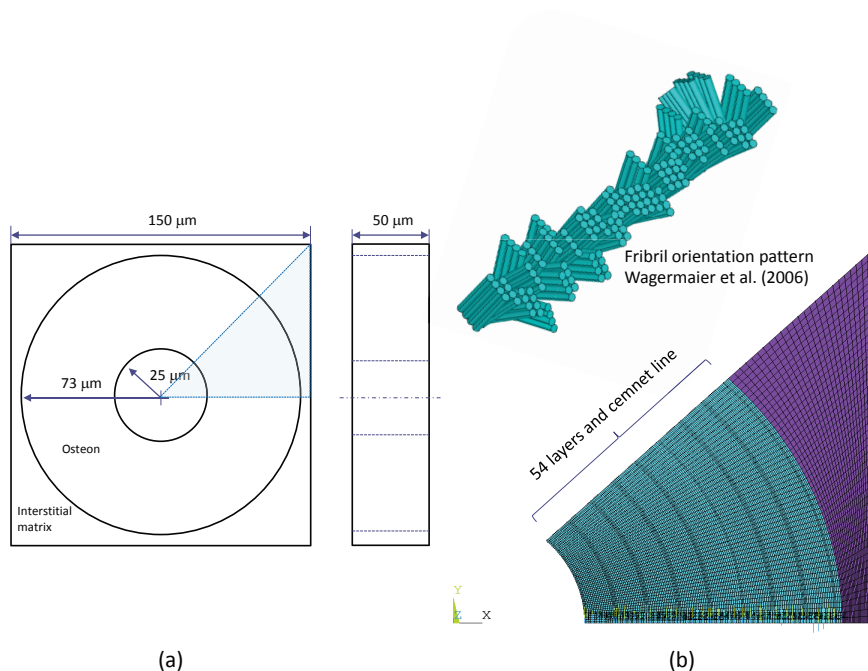 150 µm
50 µm
73 µm
25 µm
Osteon
Interstitial
matrix
(a)
Fribril orientation pattern
Wagermaier et al. (2006)
54 layers and cemnet line
Y
Z
X
(b)